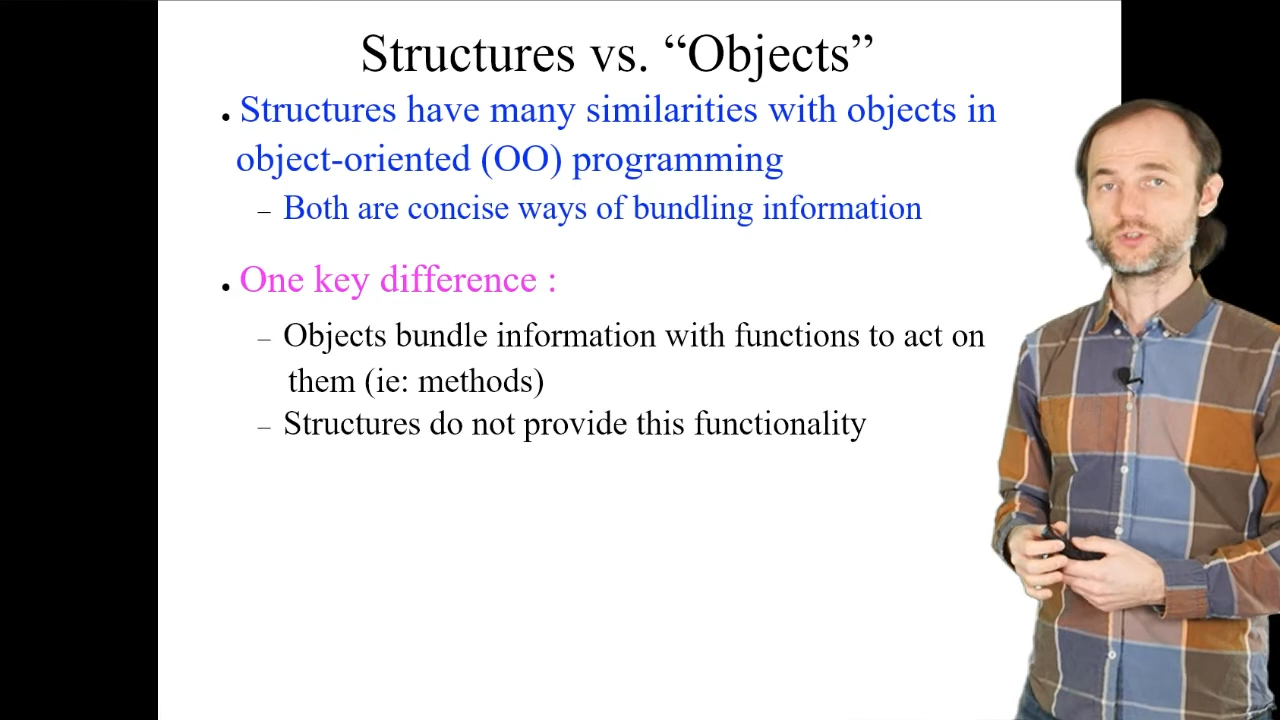 Structures vs. “Objects”
• Structures have many similarities with objects in
object-oriented (OO) programming
– Both are concise ways of bundling information
• One key difference :
– Objects bundle information with functions to act on
them (ie: methods)
– Structures do not provide this functionality